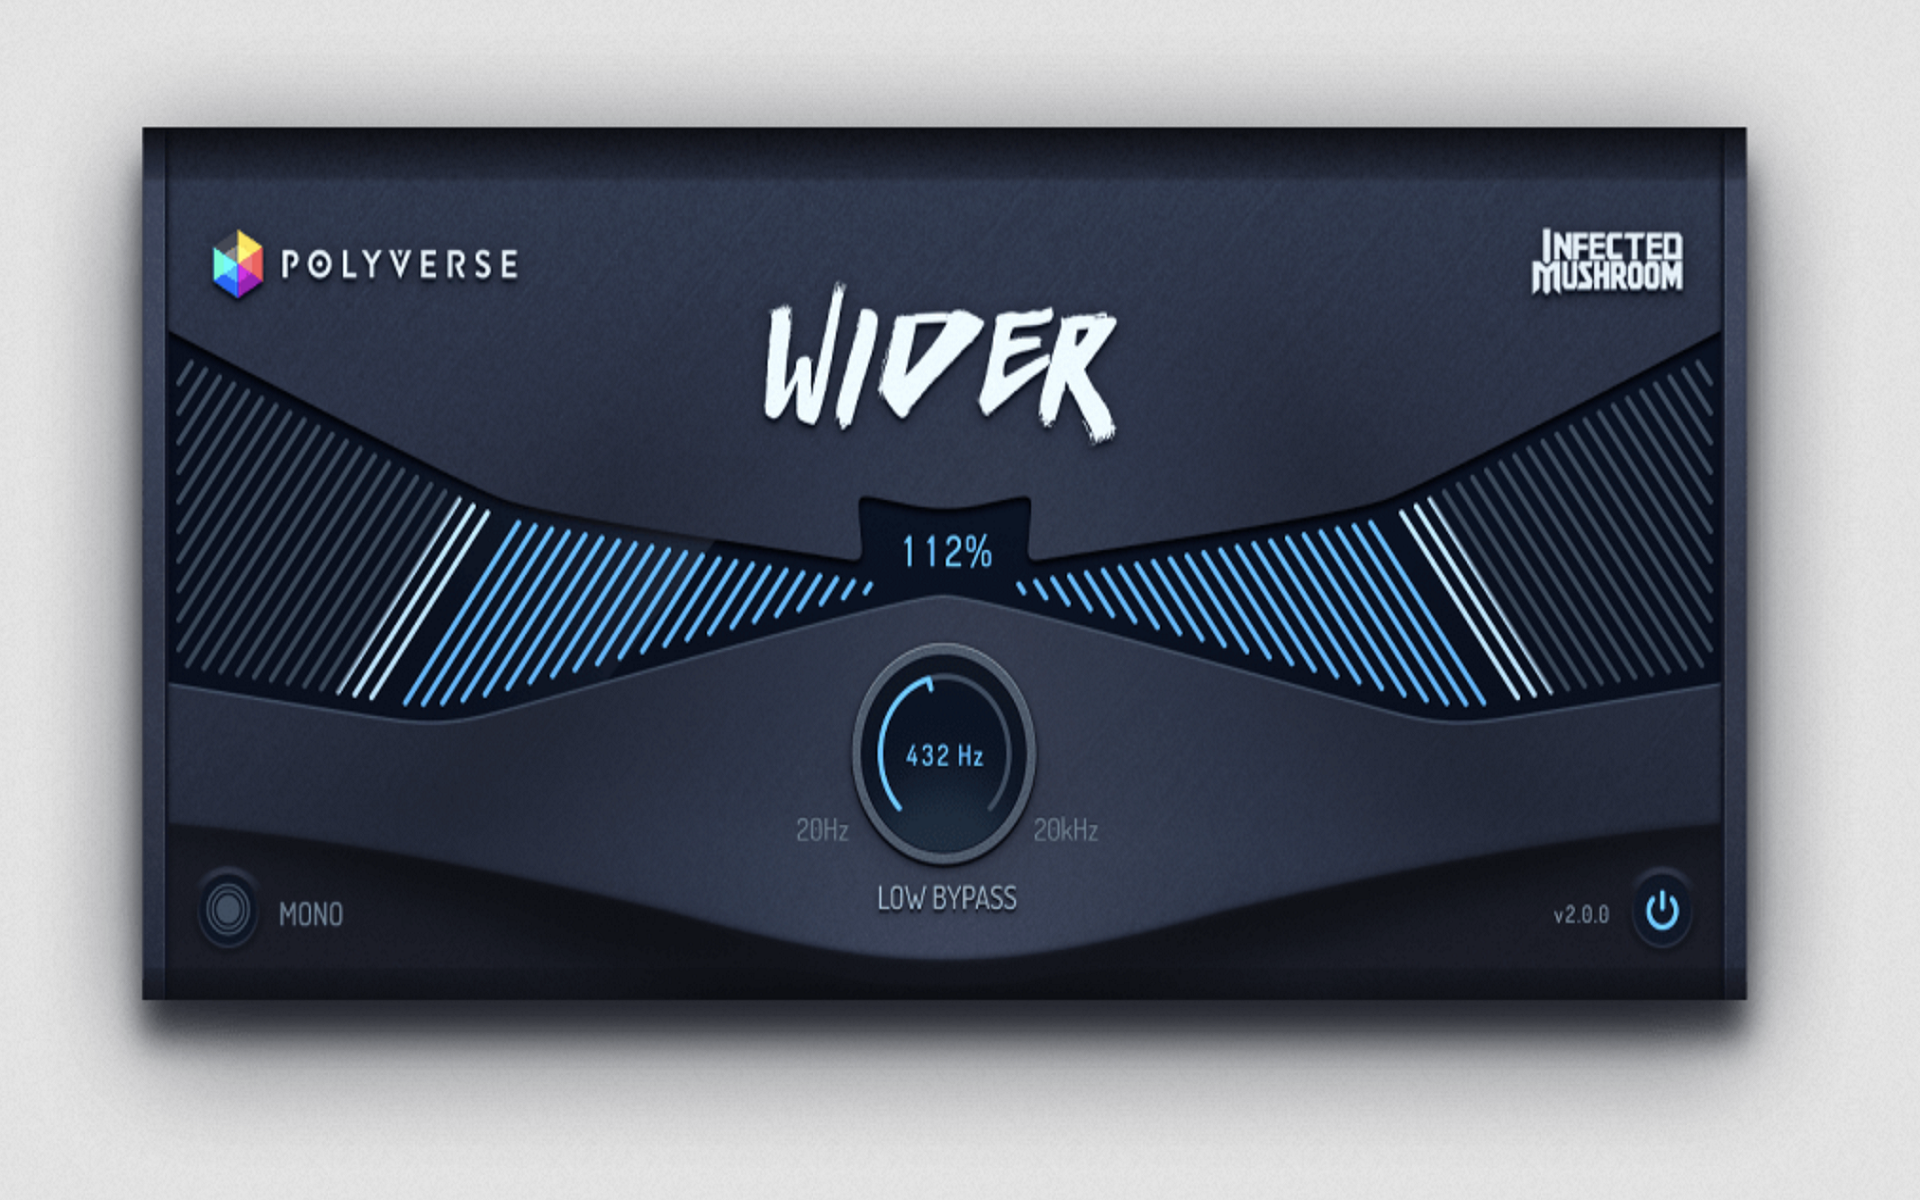 POLYVERSE
INFECTED
MUSHROOM
WIDER
112%
432 Hz
20Hz
20kHz
LOW BYPASS
MONO
v2.0.0